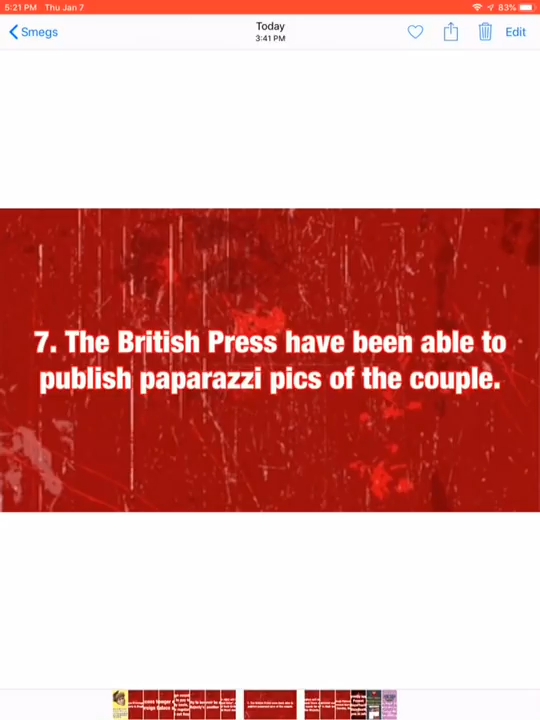 5:21 PM Thu Jan 7
83%
Smegs
Today
3:41 PM
Edit
7. The British Press have been able to
publish paparazzi pics of the couple.